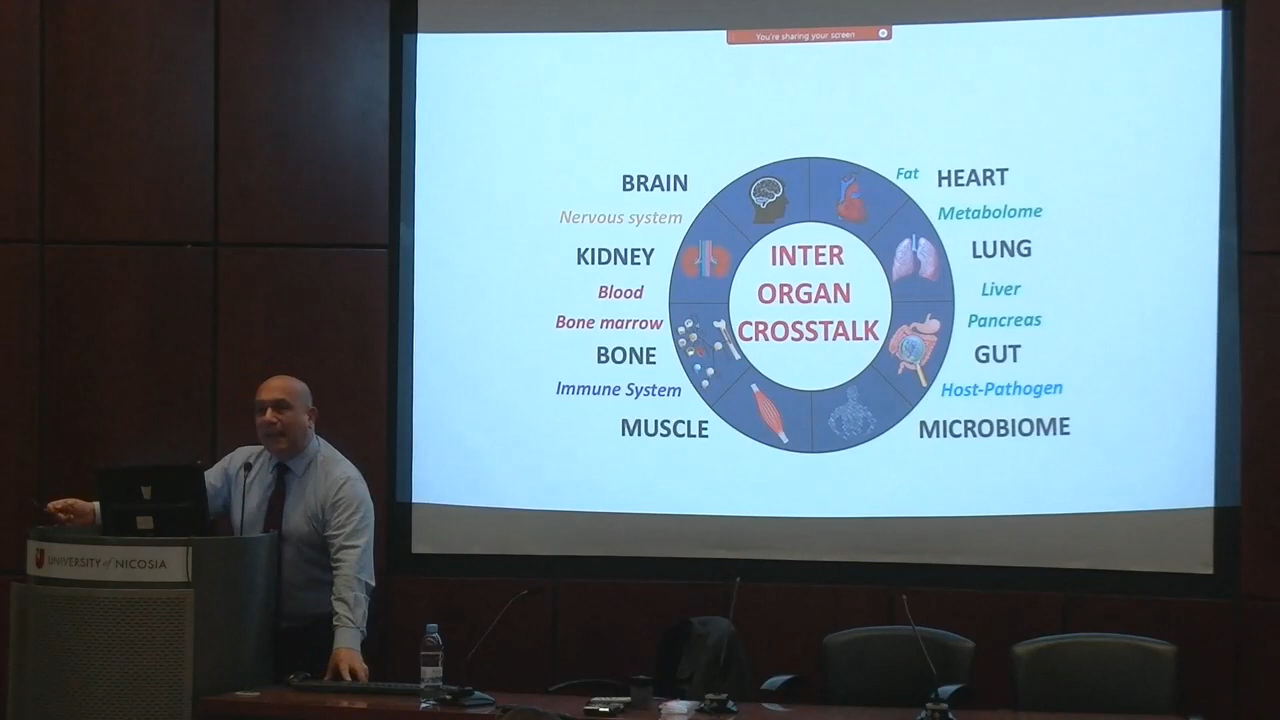 You're sharing your screen
BRAIN
Nervous system
KIDNEY
Blood
Bone marrow
BONE
Immune System
MUSCLE
INTER
ORGAN
CROSSTALK
Fat
HEART
Metabolome
LUNG
Liver
Pancreas
GUT
Host-Pathogen
MICROBIOME
UNIVERSITY of NICOSIA